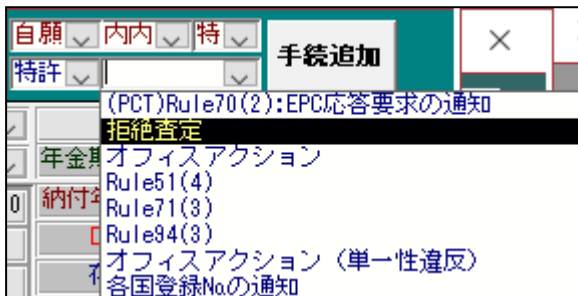 自願 内内 特 手続追加
特許
(PCT)Rule70(2):EPC応答要求の通知
拒絶査定
年金期 オフィスアクション
0 納付年 Rule51(4)
Rule71(3)
Rule94(3)
オフィスアクション（単一性違反）
各国登録Noの通知